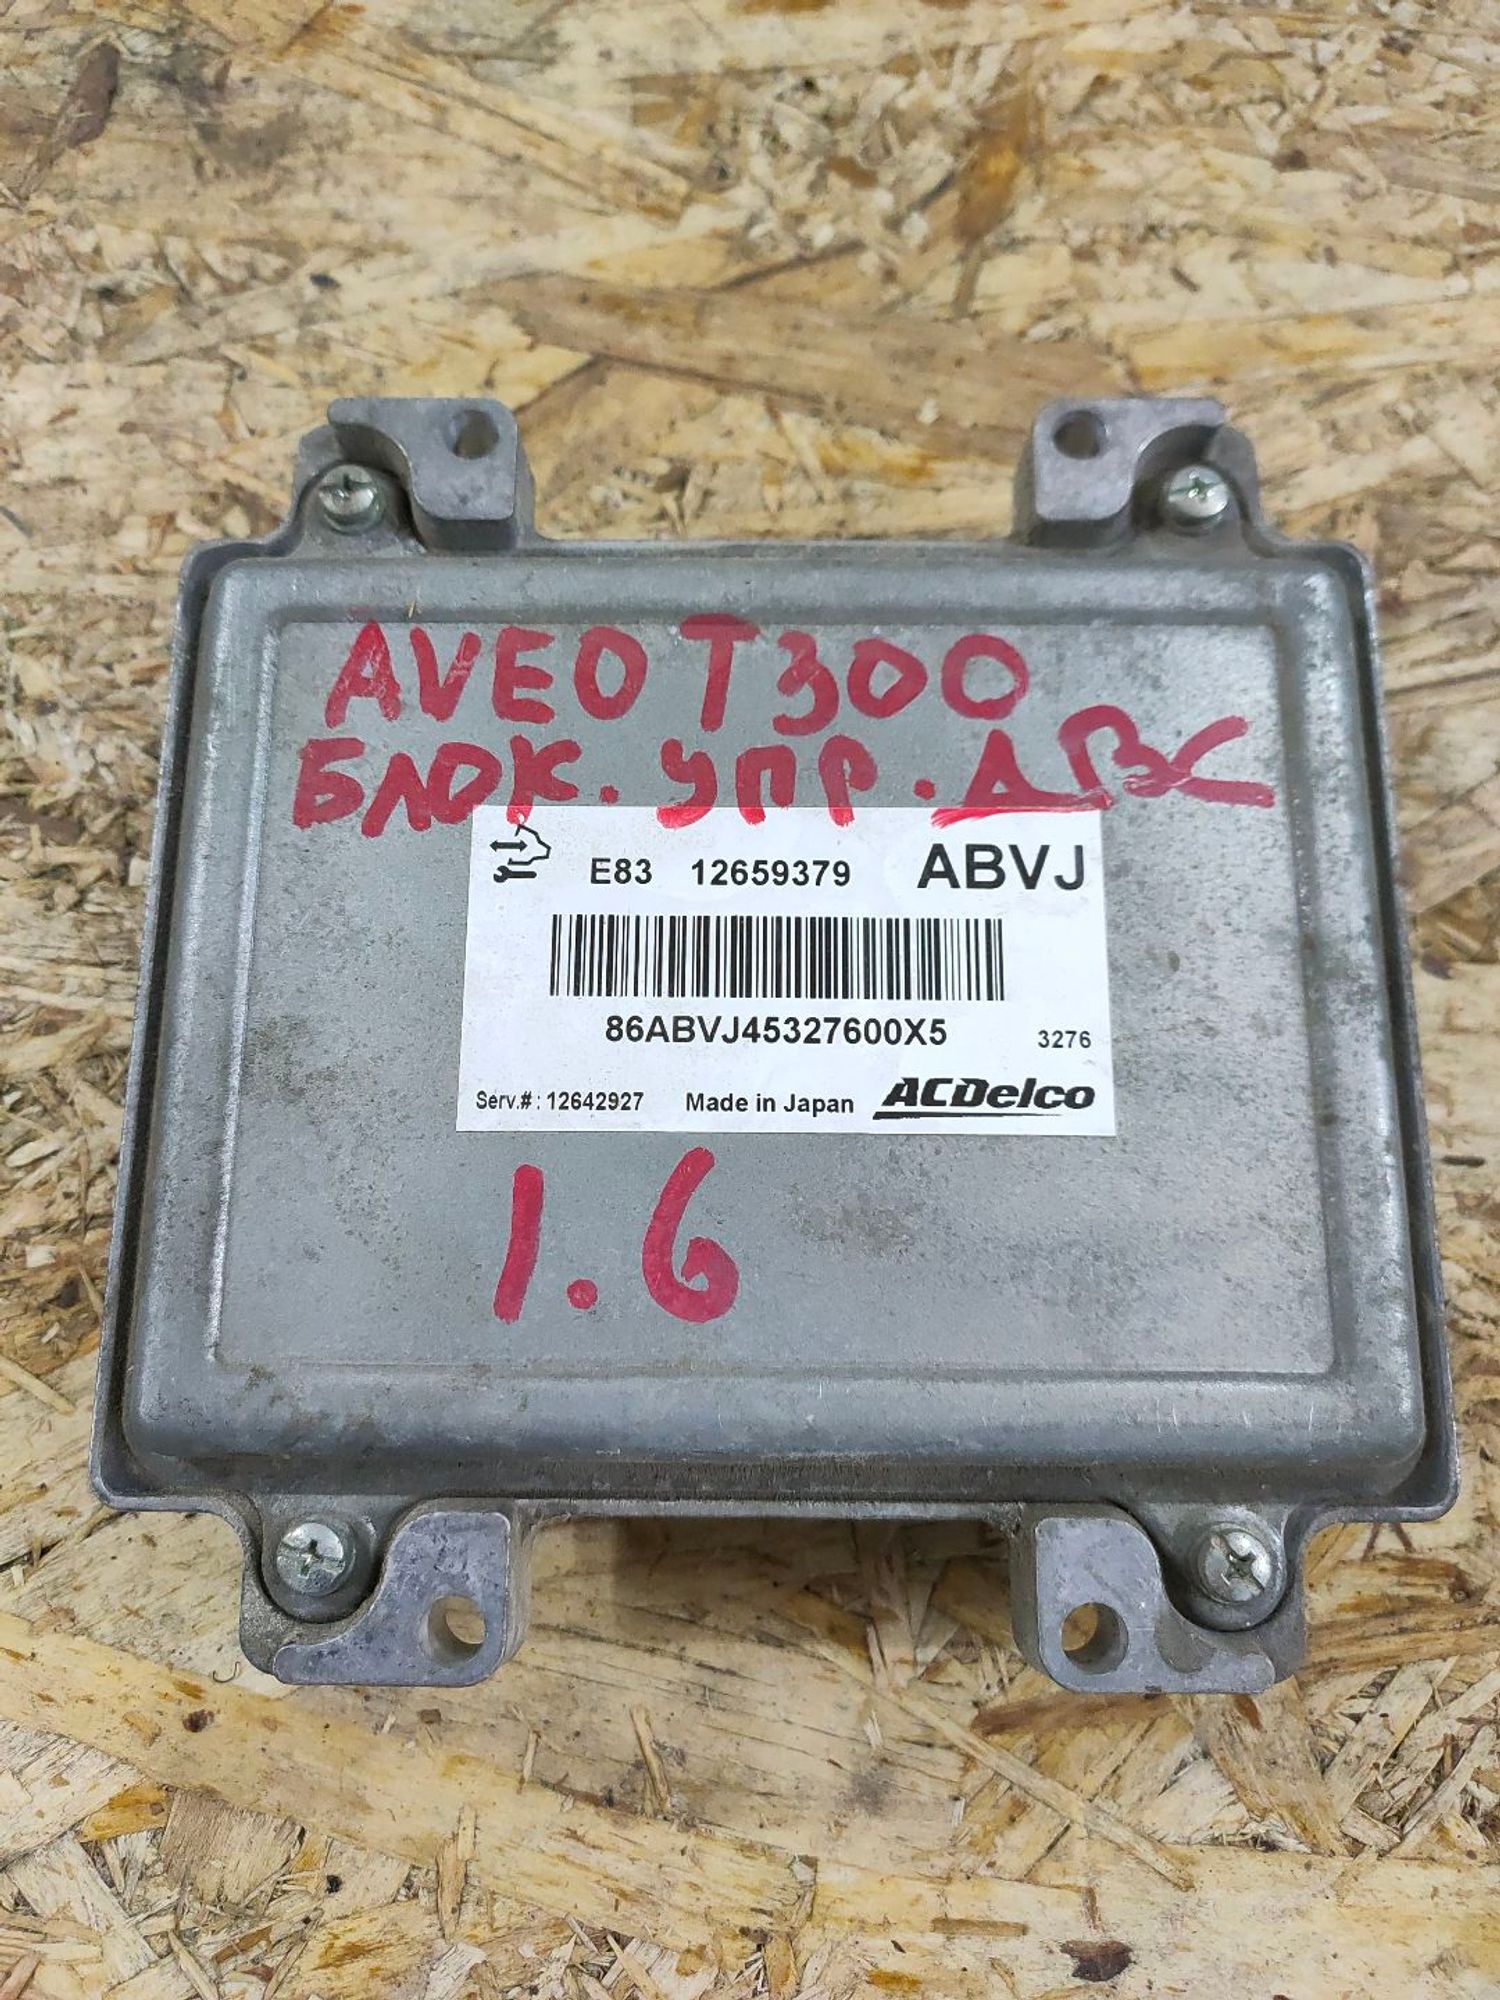 AVEO T300
БЛОК. УПР. ДВС
E83 12659379 ABVJ
86ABVJ45327600X5 3276
Serv.#: 12642927 Made in Japan ACDelco
1.6